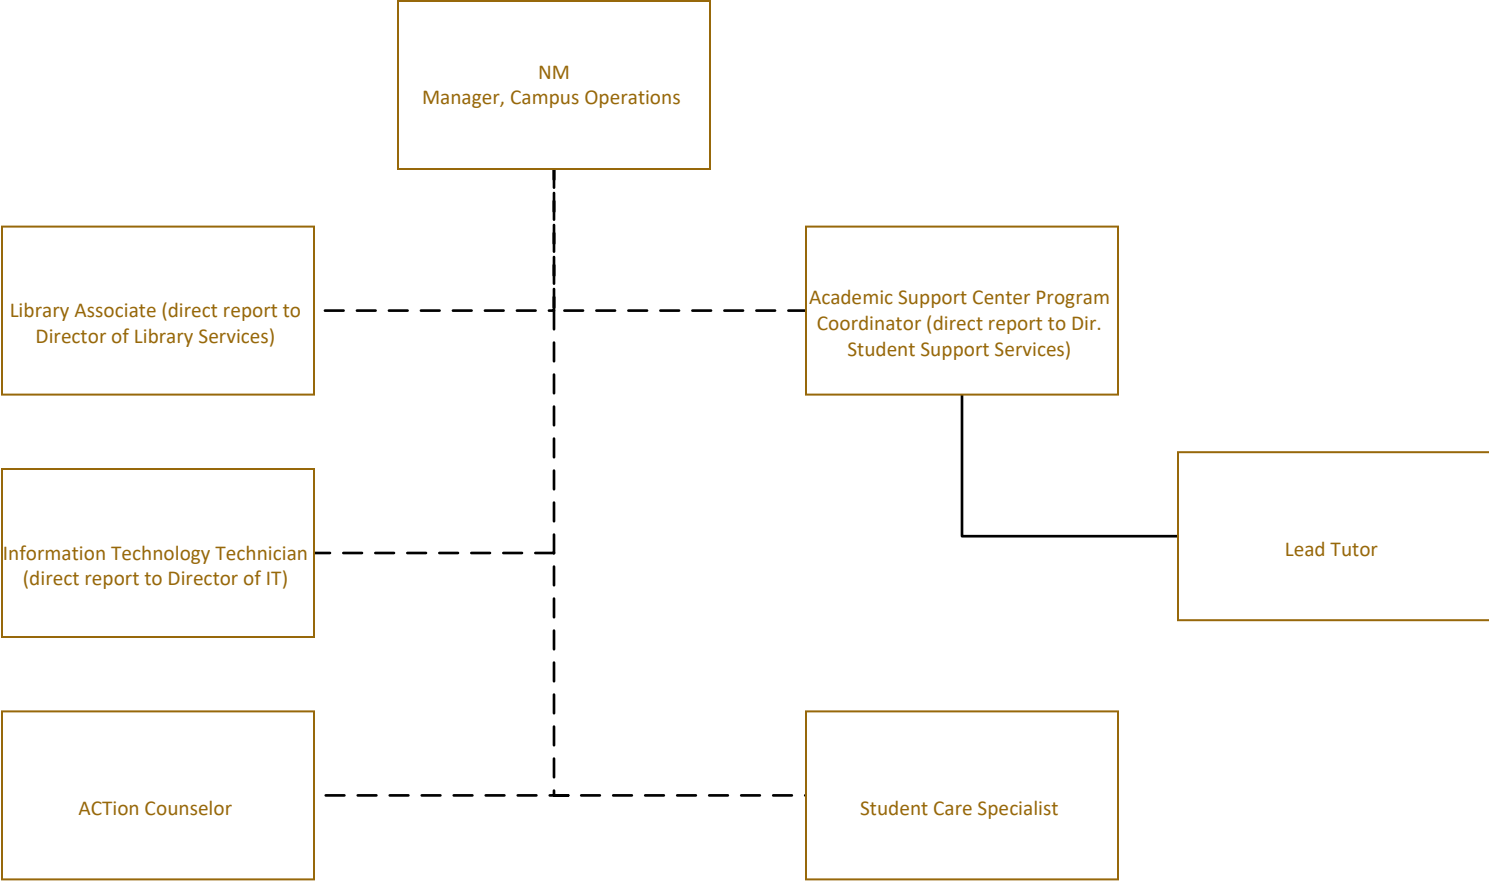 NM
Manager, Campus Operations
Library Associate (direct report to
Director of Library Services)
Academic Support Center Program
Coordinator (direct report to Dir.
Student Support Services)
Information Technology Technician
(direct report to Director of IT)
Lead Tutor
ACTion Counselor
Student Care Specialist